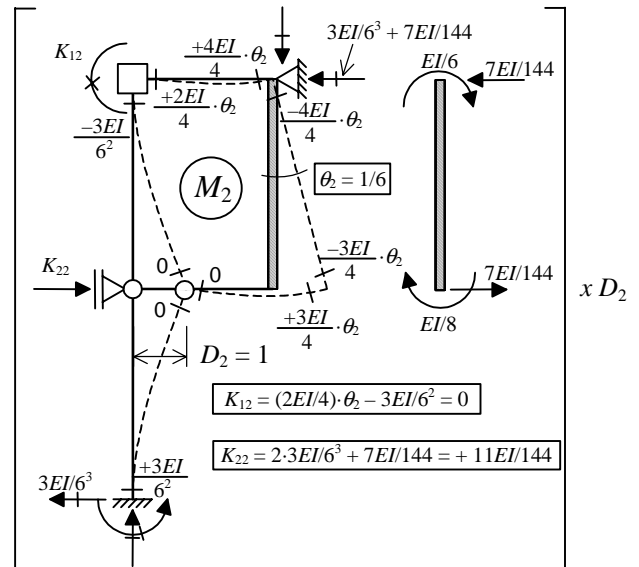 K₁₂
+4EI/4 ·θ₂
3EI/6³ + 7EI/144
EI/6
7EI/144
+2EI/4 ·θ₂
−4EI/4 ·θ₂
−3EI/6²
M₂
θ₂ = 1/6
−3EI/4 ·θ₂
K₂₂
0
0
0
7EI/144
x D₂
+3EI/4 ·θ₂
EI/8
D₂ = 1
K₁₂ = (2EI/4)·θ₂ – 3EI/6² = 0
K₂₂ = 2·3EI/6³ + 7EI/144 = + 11EI/144
3EI/6³
+3EI/6²